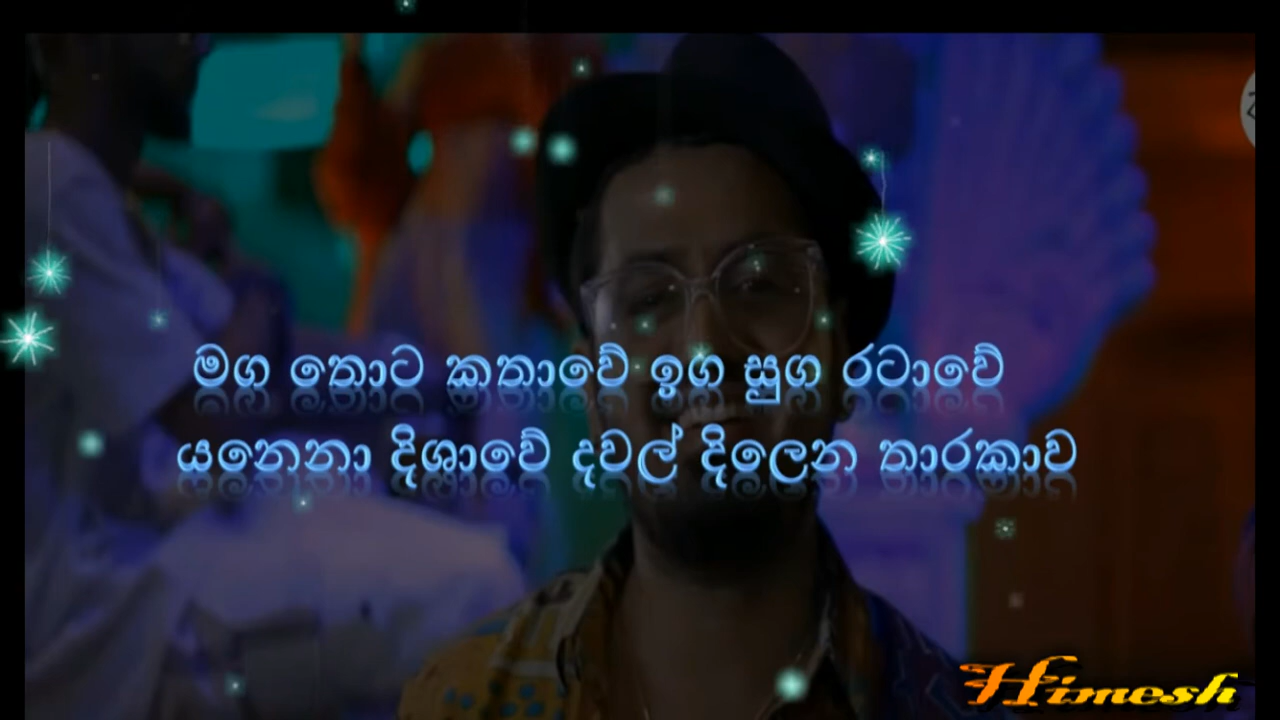 මග තොට කතාවේ ඉග සුග රටාවේ
යනෙනා දිශාවේ දවල් දිලෙන තාරකාව
Himesh